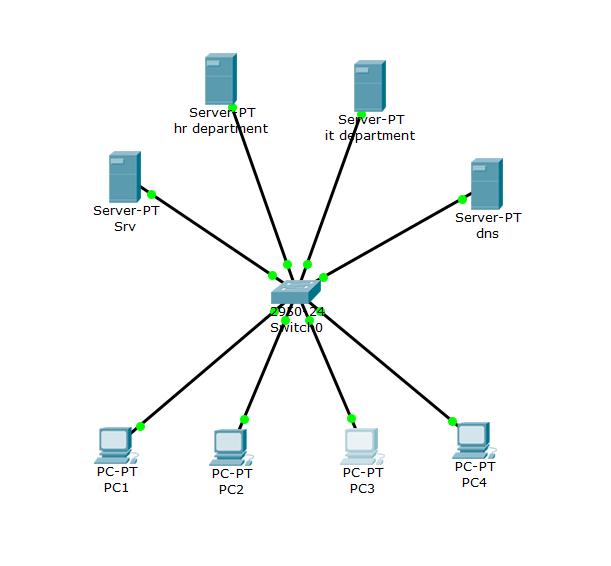 Server-PT
hr department
Server-PT
it department
Server-PT
Srv
Server-PT
dns
2950-24
Switch0
PC-PT
PC1
PC-PT
PC2
PC-PT
PC3
PC-PT
PC4